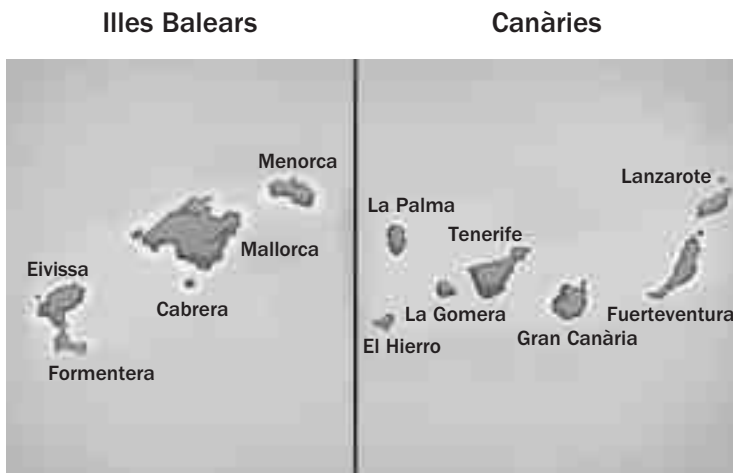 Illes Balears
Canàries
Menorca
Mallorca
Eivissa
Cabrera
Formentera
Lanzarote
La Palma
Tenerife
La Gomera
Fuerteventura
Gran Canària
El Hierro